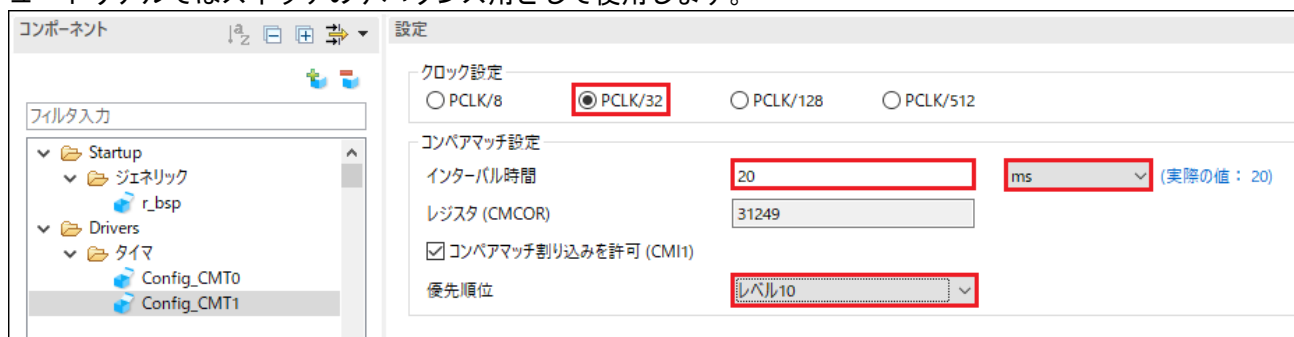 コンポーネント
設定
フィルタ入力
Startup
ジェネリック
r_bsp
Drivers
タイマ
Config_CMT0
Config_CMT1
クロック設定
PCLK/8 PCLK/32 PCLK/128 PCLK/512
コンペアマッチ設定
インターバル時間 20 ms (実際の値： 20)
レジスタ (CMCOR) 31249
コンペアマッチ割り込みを許可 (CMI1)
優先順位 レベル10